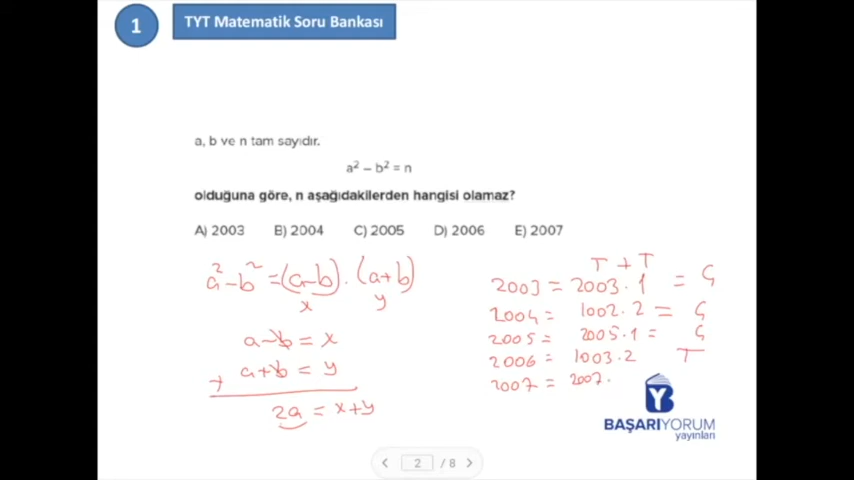 1
TYT Matematik Soru Bankası
a, b ve n tam sayıdır.
a² – b² = n
olduğuna göre, n aşağıdakilerden hangisi olamaz?
A) 2003 B) 2004 C) 2005 D) 2006 E) 2007
a² – b² = (a–b) . (a+b)
x y
a–b = x
+ a+b = y
2a = x+y
T + T
2003 = 2003 . 1 = Ç
2004 = 1002 . 2 = Ç
2005 = 2005 . 1 = Ç
2006 = 1003 . 2 T
2007 = 2007 .
BAŞARIYORUM
yayınları
2 / 8